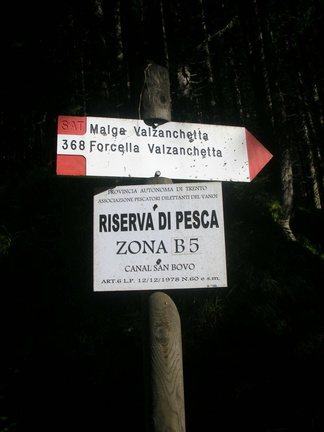 SAT Malga Valzanchetta
368 Forcella Valzanchetta
PROVINCIA AUTONOMA DI TRENTO
ASSOCIAZIONE PESCATORI DILETTANTI DEL VANOI
RISERVA DI PESCA
ZONA B5
CANAL SAN BOVO
ART.6 L.P. 12/12/1978 N.60 e s.m.